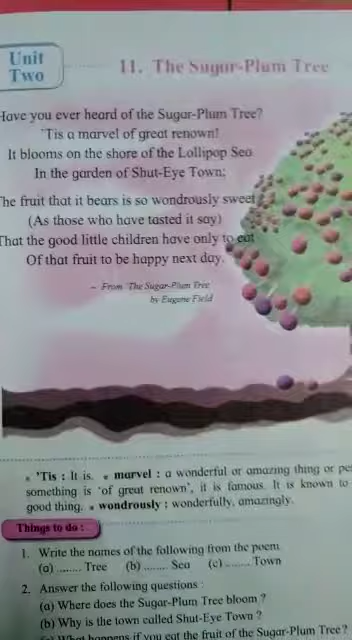 Unit
Two
11. The Sugar-Plum Tree
Have you ever heard of the Sugar-Plum Tree?
'Tis a marvel of great renown!
It blooms on the shore of the Lollipop Sea
In the garden of Shut-Eye Town;
The fruit that it bears is so wondrously sweet
(As those who have tasted it say)
That the good little children have only to eat
Of that fruit to be happy next day.
– From 'The Sugar-Plum Tree'
by Eugene Field
* 'Tis : It is. * marvel : a wonderful or amazing thing or
something is 'of great renown', it is famous. It is known to
good thing. * wondrously : wonderfully, amazingly.
Things to do :
1. Write the names of the following from the poem
(a) ........ Tree (b) ........ Sea (c) ........ Town
2. Answer the following questions :
(a) Where does the Sugar-Plum Tree bloom ?
(b) Why is the town called Shut-Eye Town ?
What happens if you eat the fruit of the Sugar-Plum Tree ?